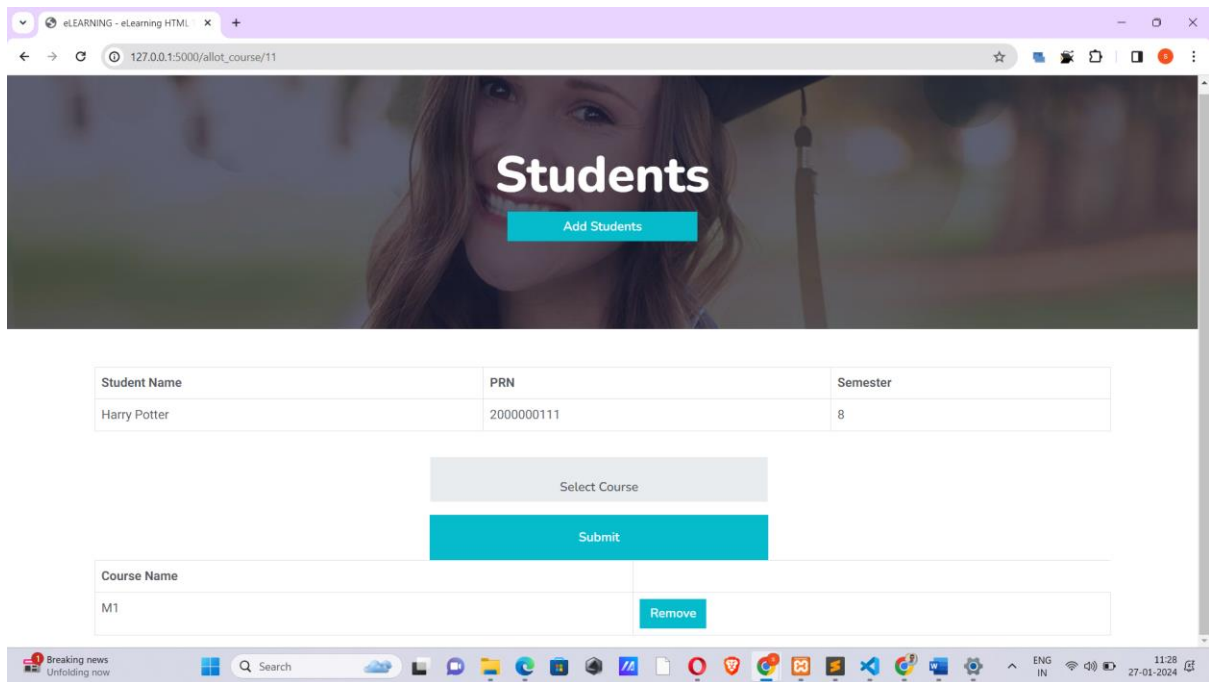 eLEARNING - eLearning HTML
127.0.0.1:5000/allot_course/11
Students
Add Students
Student Name PRN Semester
Harry Potter 2000000111 8
Select Course
Submit
Course Name
M1 Remove
1 Breaking news
Unfolding now
Search
ENG
IN
11:28
27-01-2024